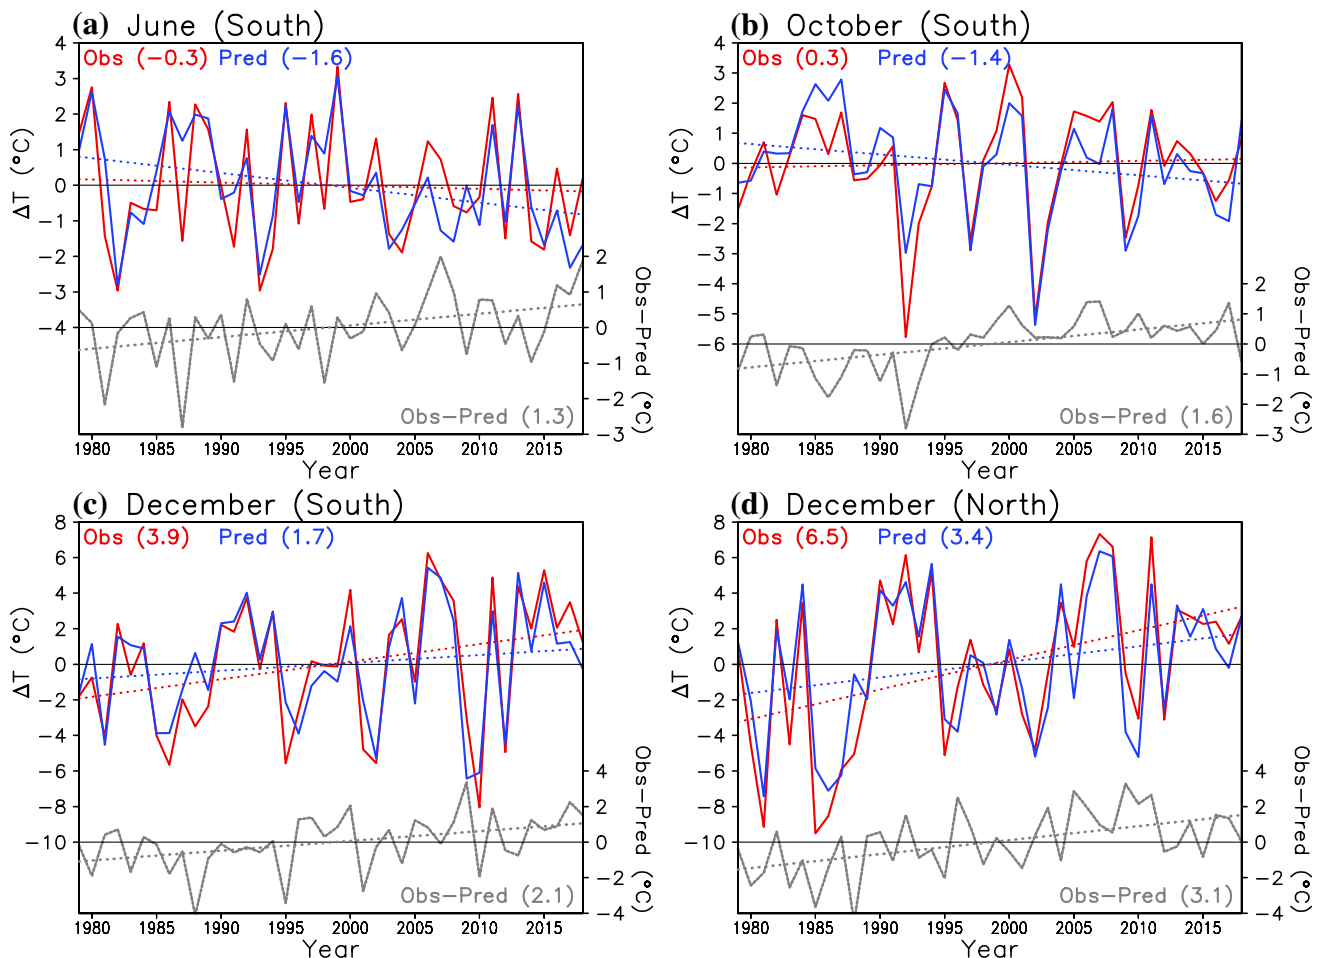 (a) June (South)
Obs (−0.3) Pred (−1.6)
4
3
2
1
0
−1
−2
−3
−4
ΔT (°C)
2
1
0
−1
−2
−3
Obs−Pred (°C)
Obs−Pred (1.3)
1980 1985 1990 1995 2000 2005 2010 2015
Year
(b) October (South)
Obs (0.3) Pred (−1.4)
4
3
2
1
0
−1
−2
−3
−4
−5
−6
ΔT (°C)
2
1
0
−1
−2
−3
Obs−Pred (°C)
Obs−Pred (1.6)
1980 1985 1990 1995 2000 2005 2010 2015
Year
(c) December (South)
Obs (3.9) Pred (1.7)
8
6
4
2
0
−2
−4
−6
−8
−10
ΔT (°C)
4
2
0
−2
−4
Obs−Pred (°C)
Obs−Pred (2.1)
1980 1985 1990 1995 2000 2005 2010 2015
Year
(d) December (North)
Obs (6.5) Pred (3.4)
8
6
4
2
0
−2
−4
−6
−8
−10
ΔT (°C)
4
2
0
−2
−4
Obs−Pred (°C)
Obs−Pred (3.1)
1980 1985 1990 1995 2000 2005 2010 2015
Year